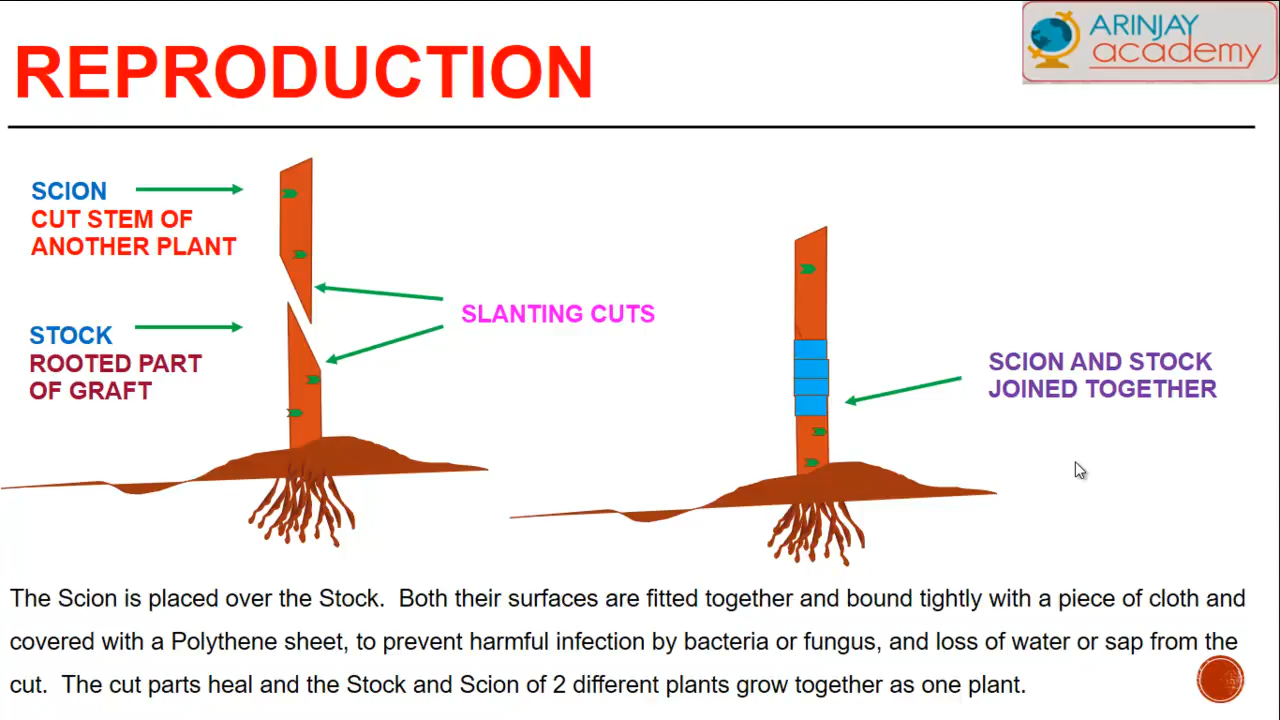 REPRODUCTION
ARINJAY
academy
SCION
CUT STEM OF
ANOTHER PLANT
SLANTING CUTS
STOCK
ROOTED PART
OF GRAFT
SCION AND STOCK
JOINED TOGETHER
The Scion is placed over the Stock. Both their surfaces are fitted together and bound tightly with a piece of cloth and
covered with a Polythene sheet, to prevent harmful infection by bacteria or fungus, and loss of water or sap from the
cut. The cut parts heal and the Stock and Scion of 2 different plants grow together as one plant.